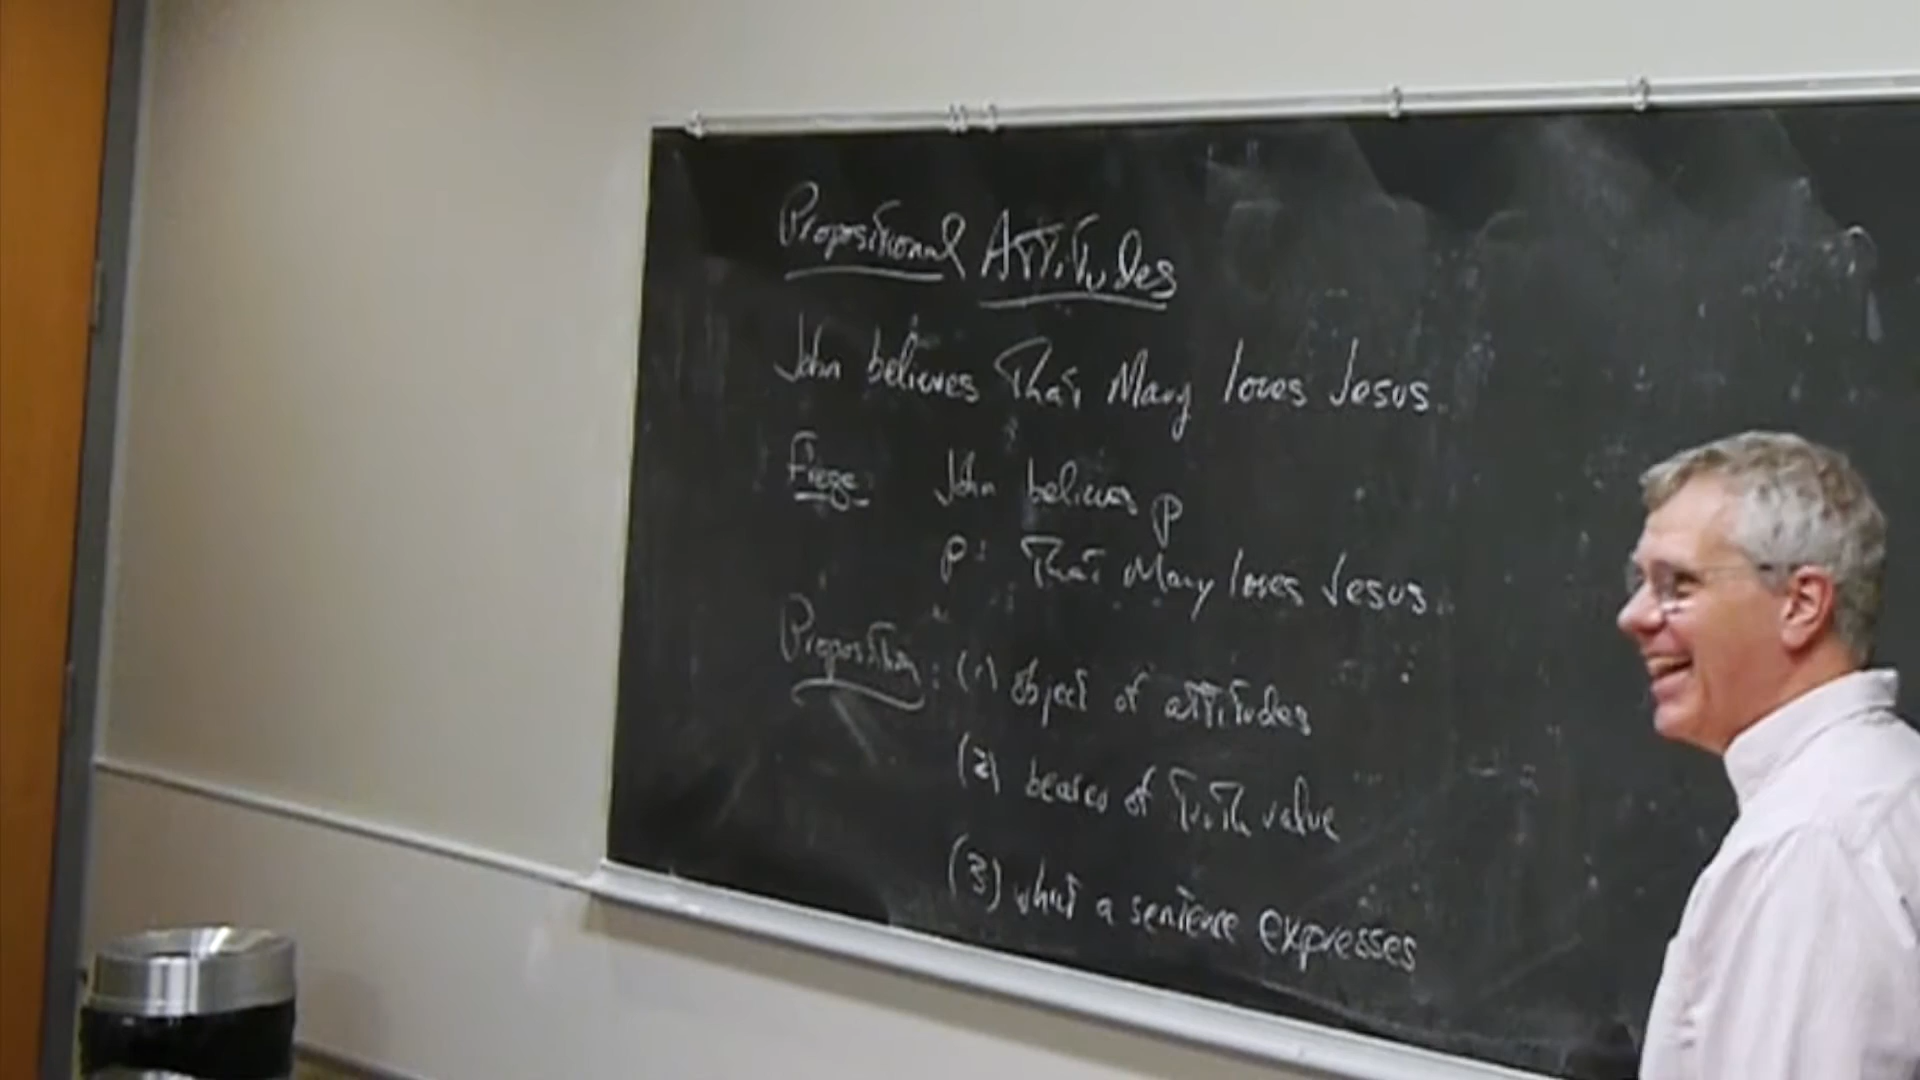 Propositional Attitudes
John believes that Mary loves Jesus.
Frege: John believes p
p: that Mary loves Jesus.
Proposition: (1) object of attitudes
(2) bearer of truth value
(3) what a sentence expresses